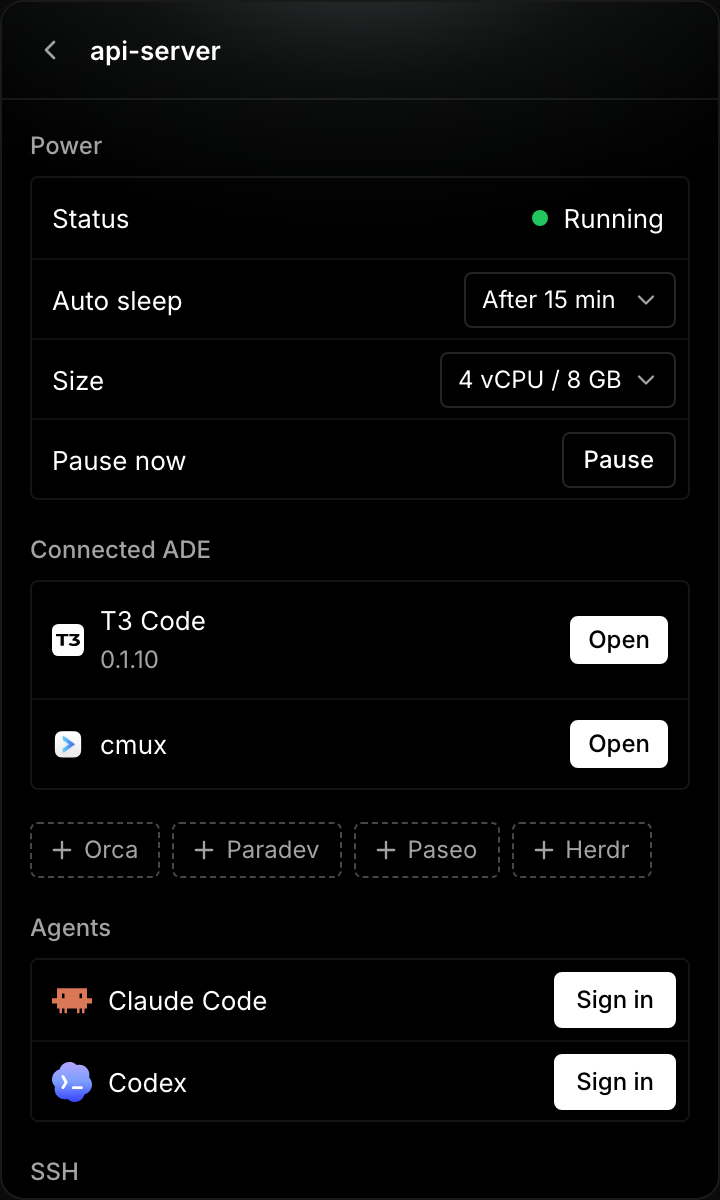 api-server
Power
Status
Running
Auto sleep
After 15 min
Size
4 vCPU / 8 GB
Pause now
Pause
Connected ADE
T3
T3 Code
0.1.10
Open
cmux
Open
+ Orca
+ Paradev
+ Paseo
+ Herdr
Agents
Claude Code
Sign in
Codex
Sign in
SSH